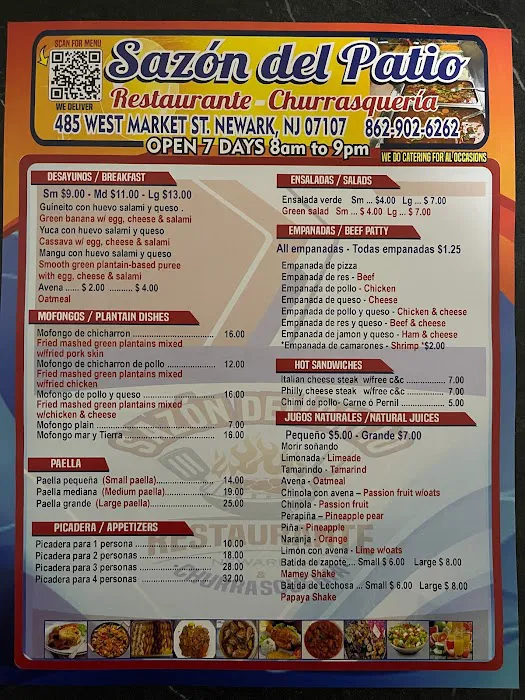 SCAN FOR MENU
WE DELIVER
Sazón del Patio
Restaurante - Churrasquería
485 WEST MARKET ST. NEWARK, NJ 07107 862-902-6262
OPEN 7 DAYS 8am to 9pm
WE DO CATERING FOR AL'OCCASIONS
DESAYUNOS / BREAKFAST
Sm $9.00 - Md $11.00 - Lg $13.00
Guineito con huevo salami y queso .
Green banana w/ egg, cheese & salami
Yuca con huevo salami y queso
Cassava w/ egg, cheese & salami
Mangu con huevo salami y queso
Smooth green plantain-based puree
with egg, cheese & salami
Avena ...... $ 2.00 .......... $ 4.00
Oatmeal
MOFONGOS / PLANTAIN DISHES
Mofongo de chicharron ........................ 16.00
Fried mashed green plantains mixed
w/fried pork skin
Mofongo de chicharron de pollo ................ 12.00
Fried mashed green plantains mixed
w/fried chicken
Mofongo de pollo y queso ..................... 16.00
Fried mashed green plantains mixed
w/chicken & cheese
Mofongo plain ................................ 7.00
Mofongo mar y Tierra ......................... 16.00
PAELLA
Paella pequeña (Small paella)................. 14.00
Paella mediana (Medium paella)................ 19.00
Paella grande (Large paella).................. 25.00
PICADERA / APPETIZERS
Picadera para 1 persona ...................... 10.00
Picadera para 2 personas ..................... 18.00
Picadera para 3 personas ..................... 28.00
Picadera para 4 personas ..................... 32.00
ENSALADAS / SALADS
Ensalada verde Sm ... $4.00 Lg ... $ 7.00
Green salad Sm ... $ 4.00 Lg ... $ 7.00
EMPANADAS / BEEF PATTY
All empanadas - Todas empanadas $1.25
Empanada de pizza
Empanada de res - Beef
Empanada de pollo - Chicken
Empanada de queso - Cheese
Empanada de pollo y queso - Chicken & cheese
Empanada de res y queso - Beef & cheese
Empanada de jamon y queso - Ham & cheese
*Empanada de camarones - Shrimp *$2.00
HOT SANDWICHES
Italian cheese steak w/free c&c ................ 7.00
Philly cheese steak w/free c&c ................ 7.00
Chimi de pollo- Carne o Pernil ................ 5.00
JUGOS NATURALES /NATURAL JUICES
Pequeño $5.00 - Grande $7.00
Morir soñando
Limonada - Limeade
Tamarindo - Tamarind
Avena - Oatmeal
Chinola con avena – Passion fruit w/oats
Chinola - Passion fruit
Perapiña – Pineapple pear
Piña - Pineapple
Naranja - Orange
Limón con avena - Lime w/oats
Batida de zapote ... Small $ 6.00 Large $ 8.00
Mamey Shake
Batida de Lechosa ... Small $ 6.00 Lge $ 8.00
Papaya Shake